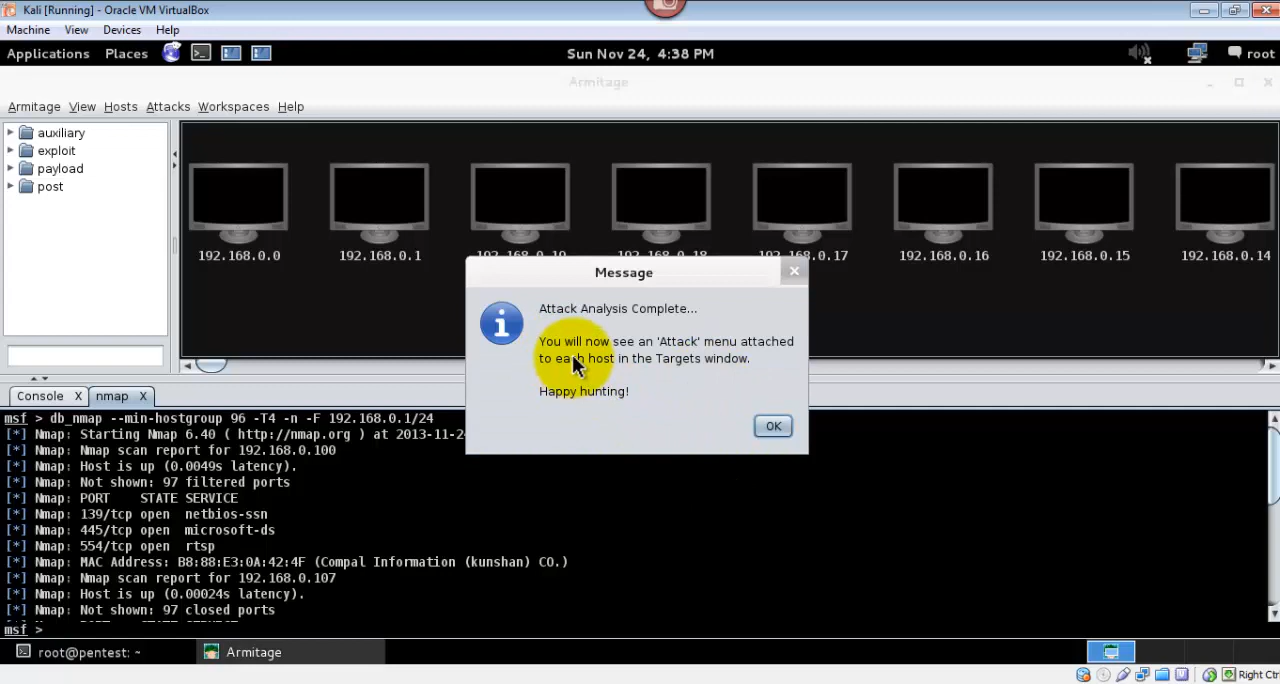 Kali [Running] - Oracle VM VirtualBox
Machine View Devices Help
Applications Places Sun Nov 24, 4:38 PM root
Armitage
Armitage View Hosts Attacks Workspaces Help
auxiliary
exploit
payload
post
192.168.0.0 192.168.0.1 192.168.0.19 192.168.0.18 192.168.0.17 192.168.0.16 192.168.0.15 192.168.0.14
Message
Attack Analysis Complete...
You will now see an 'Attack' menu attached
to each host in the Targets window.
Happy hunting!
OK
Console X nmap X
msf > db_nmap --min-hostgroup 96 -T4 -n -F 192.168.0.1/24
[*] Nmap: Starting Nmap 6.40 ( http://nmap.org ) at 2013-11-24
[*] Nmap: Nmap scan report for 192.168.0.100
[*] Nmap: Host is up (0.0049s latency).
[*] Nmap: Not shown: 97 filtered ports
[*] Nmap: PORT STATE SERVICE
[*] Nmap: 139/tcp open netbios-ssn
[*] Nmap: 445/tcp open microsoft-ds
[*] Nmap: 554/tcp open rtsp
[*] Nmap: MAC Address: B8:88:E3:0A:42:4F (Compal Information (kunshan) CO.)
[*] Nmap: Nmap scan report for 192.168.0.107
[*] Nmap: Host is up (0.00024s latency).
[*] Nmap: Not shown: 97 closed ports
msf >
root@pentest: ~ Armitage
Right Ctrl